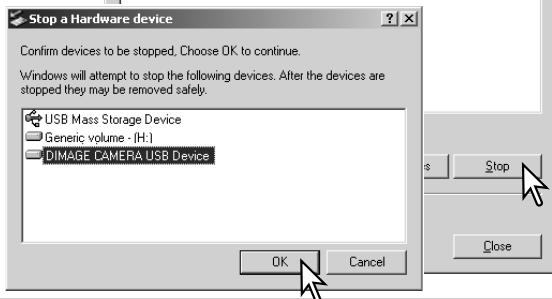 Stop a Hardware device
Confirm devices to be stopped, Choose OK to continue.
Windows will attempt to stop the following devices. After the devices are
stopped they may be removed safely.
USB Mass Storage Device
Generic volume - (H:)
DIMAGE CAMERA USB Device
OK
Cancel
Stop
Close